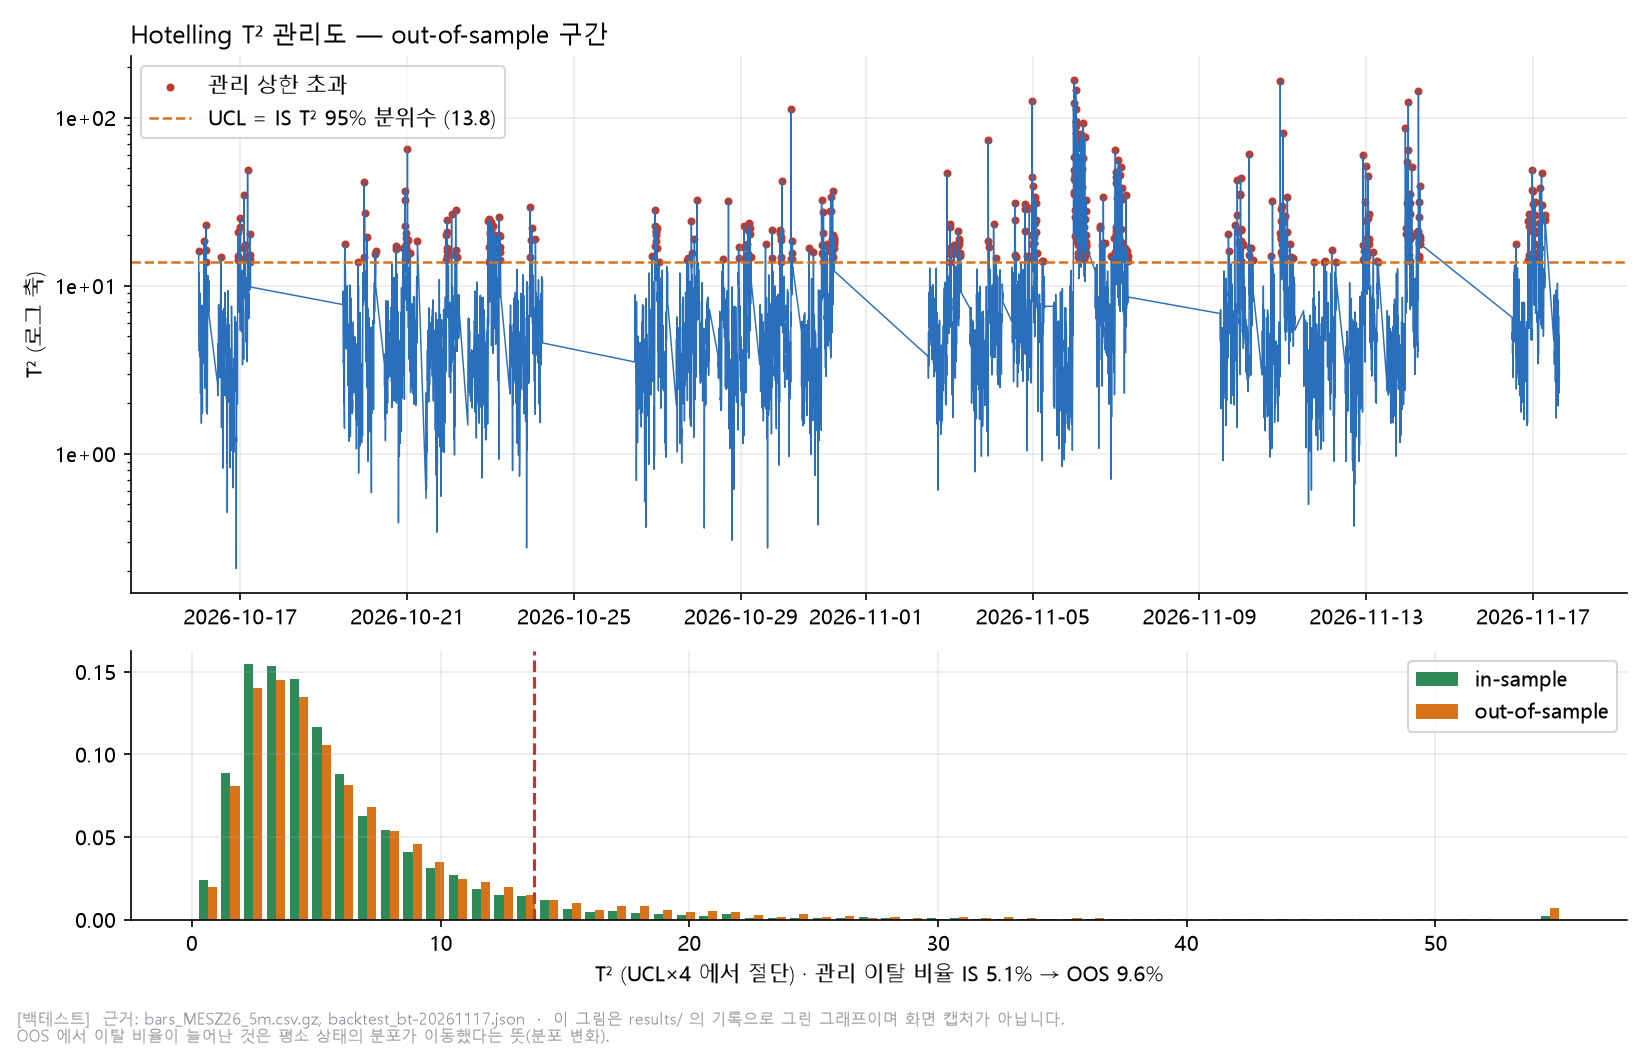 Hotelling T² 관리도 — out-of-sample 구간
관리 상한 초과
UCL = IS T² 95% 분위수 (13.8)
T² (로그 축)
1e+02
1e+01
1e+00
2026-10-17 2026-10-21 2026-10-25 2026-10-29 2026-11-01 2026-11-05 2026-11-09 2026-11-13 2026-11-17
in-sample
out-of-sample
0.15
0.10
0.05
0.00
0 10 20 30 40 50
T² (UCL×4 에서 절단) · 관리 이탈 비율 IS 5.1% → OOS 9.6%
[백테스트] 근거: bars_MESZ26_5m.csv.gz, backtest_bt-20261117.json · 이 그림은 results/ 의 기록으로 그린 그래프이며 화면 캡처가 아닙니다.
OOS 에서 이탈 비율이 늘어난 것은 평소 상태의 분포가 이동했다는 뜻(분포 변화).